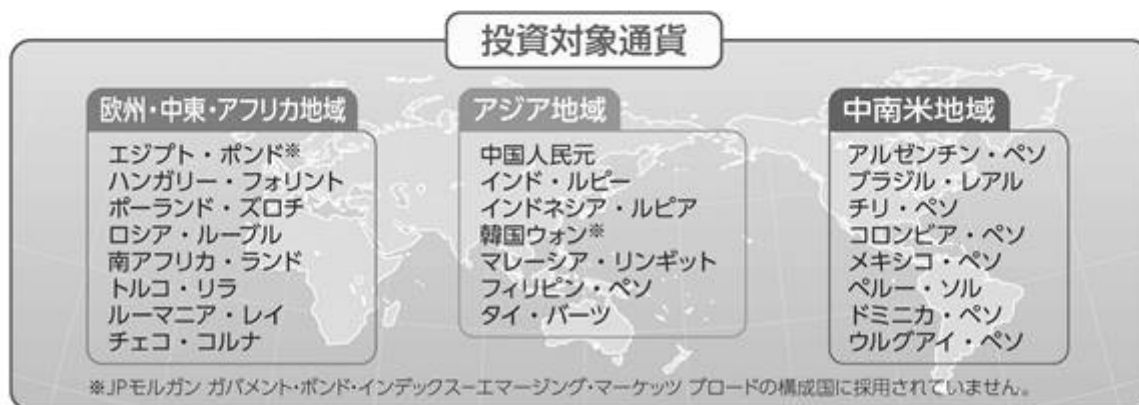 投資対象通貨
欧州・中東・アフリカ地域
エジプト・ポンド※
ハンガリー・フォリント
ポーランド・ズロチ
ロシア・ルーブル
南アフリカ・ランド
トルコ・リラ
ルーマニア・レイ
チェコ・コルナ
アジア地域
中国人民元
インド・ルピー
インドネシア・ルピア
韓国ウォン※
マレーシア・リンギット
フィリピン・ペソ
タイ・バーツ
中南米地域
アルゼンチン・ペソ
ブラジル・レアル
チリ・ペソ
コロンビア・ペソ
メキシコ・ペソ
ペルー・ソル
ドミニカ・ペソ
ウルグアイ・ペソ
※JPモルガン ガバメント・ボンド・インデックス−エマージング・マーケッツ ブロードの構成国に採用されていません。